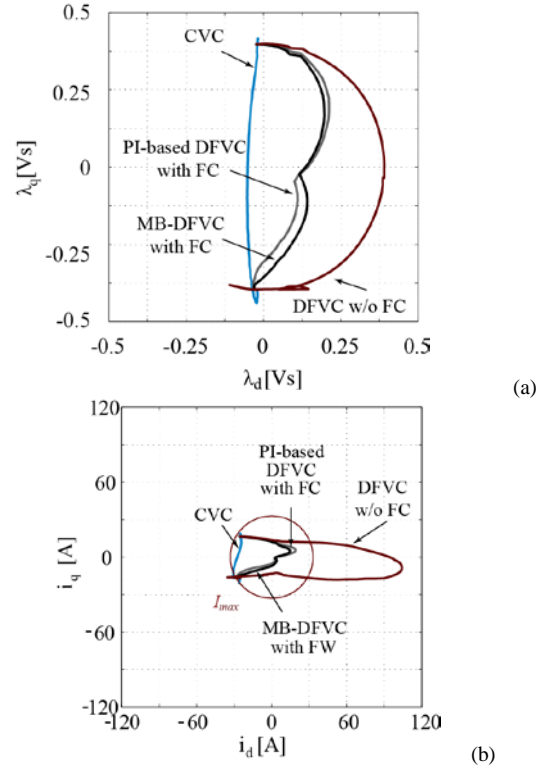 0.5
CVC
0.25
PI-based DFVC
with FC
0
λq[Vs]
MB-DFVC
with FC
-0.25
DFVC w/o FC
-0.5
-0.5 -0.25 0 0.25 0.5
λd[Vs]
(a)
120
PI-based
DFVC
with FC
DFVC
w/o FC
60
CVC
0
iq [A]
Imax
MB-DFVC
with FW
-60
-120
-120 -60 0 60 120
id [A]
(b)